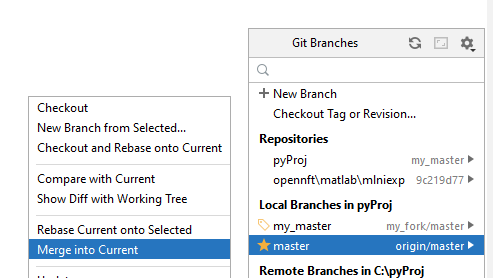 Checkout
New Branch from Selected...
Checkout and Rebase onto Current
Compare with Current
Show Diff with Working Tree
Rebase Current onto Selected
Merge into Current
Git Branches
+ New Branch
Checkout Tag or Revision...
Repositories
pyProj my_master
opennft\matlab\mlniexp 9c219d77
Local Branches in pyProj
my_master my_fork/master
master origin/master
Remote Branches in C:\pyProj